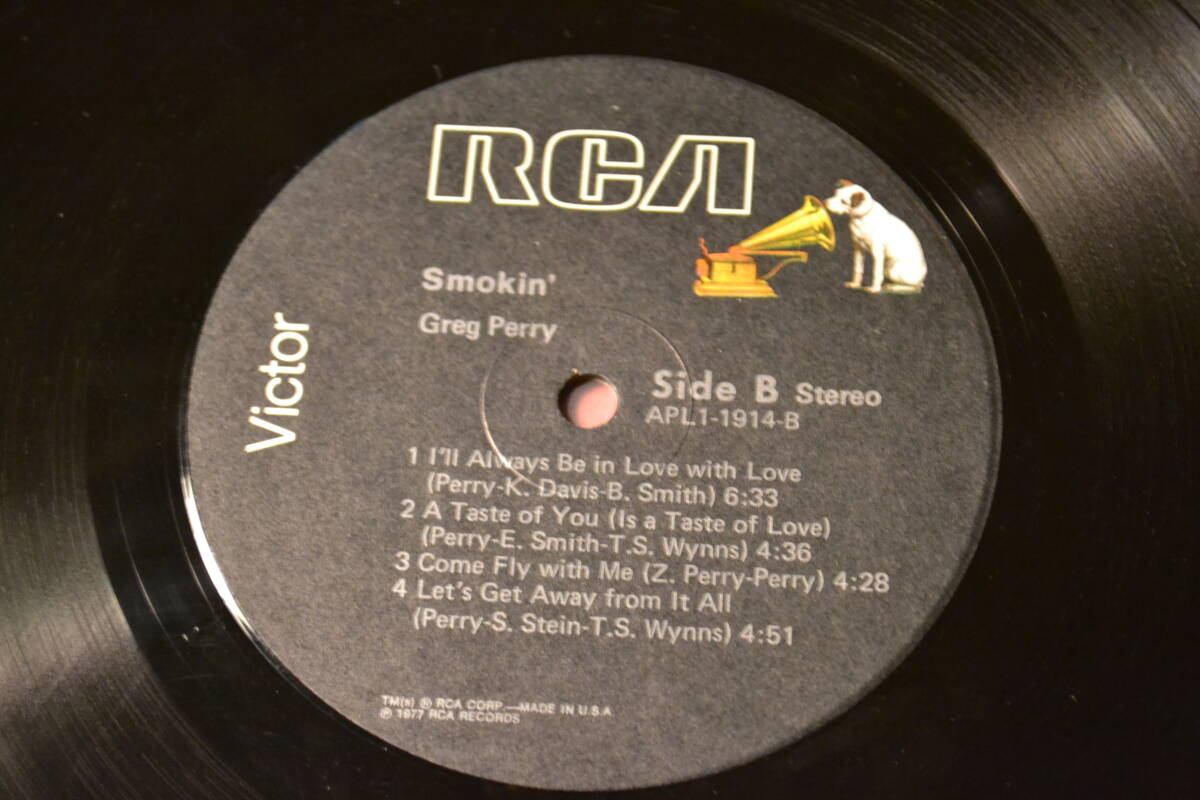 RCA
Victor
Smokin'
Greg Perry
Side B Stereo
APL1-1914-B
1 I'll Always Be in Love with Love
(Perry-K. Davis-B. Smith) 6:33
2 A Taste of You (Is a Taste of Love)
(Perry-E. Smith-T.S. Wynns) 4:36
3 Come Fly with Me (Z. Perry-Perry) 4:28
4 Let's Get Away from It All
(Perry-S. Stein-T.S. Wynns) 4:51
TM(s) ® RCA CORP.—MADE IN U.S.A.
℗ 1977 RCA RECORDS